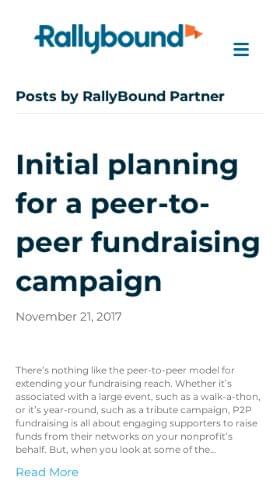 Rallybound
Posts by RallyBound Partner
Initial planning
for a peer-to-
peer fundraising
campaign
November 21, 2017
There's nothing like the peer-to-peer model for
extending your fundraising reach. Whether it's
associated with a large event, such as a walk-a-thon,
or it's year-round, such as a tribute campaign, P2P
fundraising is all about engaging supporters to raise
funds from their networks on your nonprofit's
behalf. But, when you look at some of the...
Read More